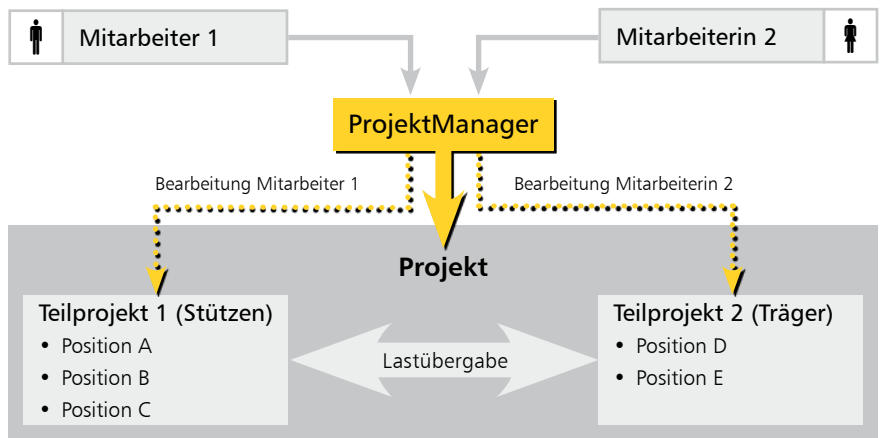 Mitarbeiter 1
Mitarbeiterin 2
ProjektManager
Bearbeitung Mitarbeiter 1
Bearbeitung Mitarbeiterin 2
Projekt
Teilprojekt 1 (Stützen)
• Position A
• Position B
• Position C
Lastübergabe
Teilprojekt 2 (Träger)
• Position D
• Position E